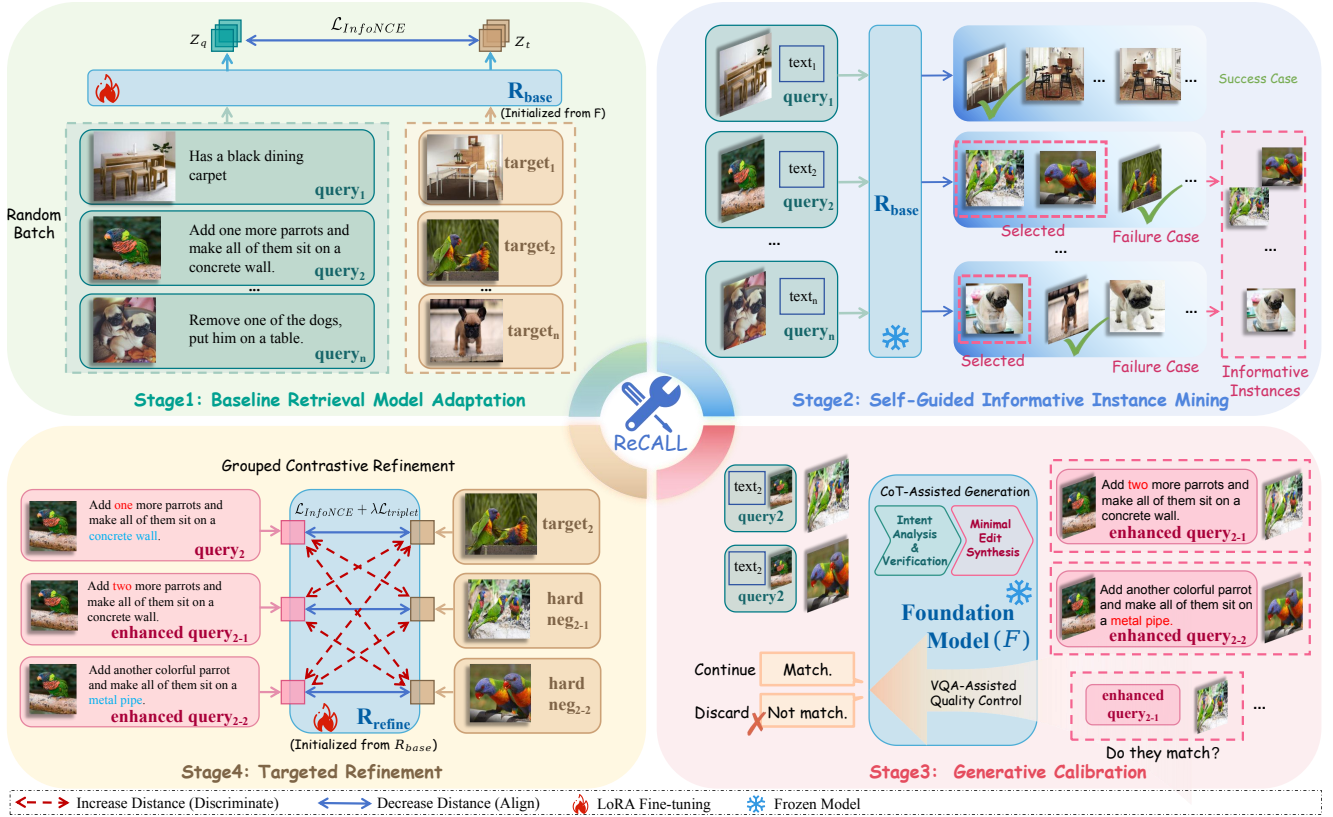 Z_q
L_InfoNCE
Z_t
R_base
(Initialized from F)
Random
Batch
Has a black dining
carpet
query_1
target_1
Add one more parrots and
make all of them sit on a
concrete wall.
query_2
target_2
...
...
Remove one of the dogs,
put him on a table.
query_n
target_n
Stage1: Baseline Retrieval Model Adaptation
text_1
query_1
text_2
query_2
...
text_n
query_n
R_base
...
...
Success Case
...
Selected
Failure Case
...
...
...
Selected
Failure Case
Informative
Instances
Stage2: Self-Guided Informative Instance Mining
ReCALL
Grouped Contrastive Refinement
Add one more parrots and
make all of them sit on a
concrete wall.
query_2
Add two more parrots and
make all of them sit on a
concrete wall.
enhanced query_2-1
Add another colorful parrot
and make all of them sit on a
metal pipe.
enhanced query_2-2
L_InfoNCE + λL_triplet
R_refine
(Initialized from R_base)
target_2
hard
neg_2-1
hard
neg_2-2
Stage4: Targeted Refinement
text_2
query2
text_2
query2
CoT-Assisted Generation
Intent
Analysis
&
Verification
Minimal
Edit
Synthesis
Foundation
Model (F)
VQA-Assisted
Quality Control
Continue
Match.
Discard
Not match.
Add two more parrots and
make all of them sit on a
concrete wall.
enhanced query_2-1
Add another colorful parrot
and make all of them sit on
a metal pipe.
enhanced query_2-2
enhanced
query_2-1
...
Do they match?
Stage3: Generative Calibration
Increase Distance (Discriminate)
Decrease Distance (Align)
LoRA Fine-tuning
Frozen Model